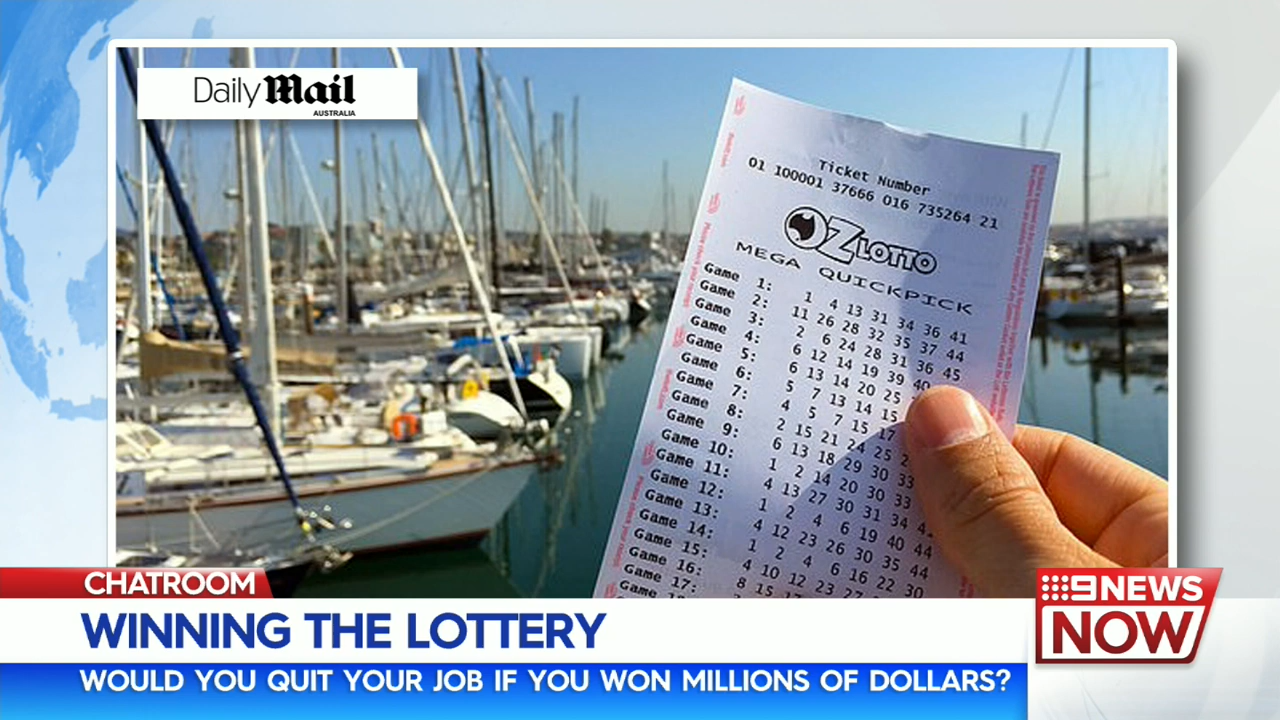 Daily Mail
AUSTRALIA
Ticket Number
01 100001 37666 016 735264 21
OZ LOTTO
MEGA QUICKPICK
Game 1: 1 4 13 31 34 36 41
Game 2: 11 26 28 32 35 37 44
Game 3: 2 6 24 28 31 36 45
Game 4: 6 12 14 19 39 40
Game 5: 6 13 14 20 25
Game 6: 5 7 13 14 15
Game 7: 4 5 7 15 17
Game 8: 2 15 21 24 25
Game 9: 6 13 18 29 30 33
Game 10: 1 2 14 20 30 33
Game 11: 4 13 27 30 31 34
Game 12: 1 2 4 6 19 40 44
Game 13: 4 12 23 26 30 35 44
Game 14: 1 2 4 6 16 22 30
Game 15: 4 10 12 23
Game 16: 8 15
Game 17:
CHATROOM
WINNING THE LOTTERY
WOULD YOU QUIT YOUR JOB IF YOU WON MILLIONS OF DOLLARS?
9NEWS
NOW